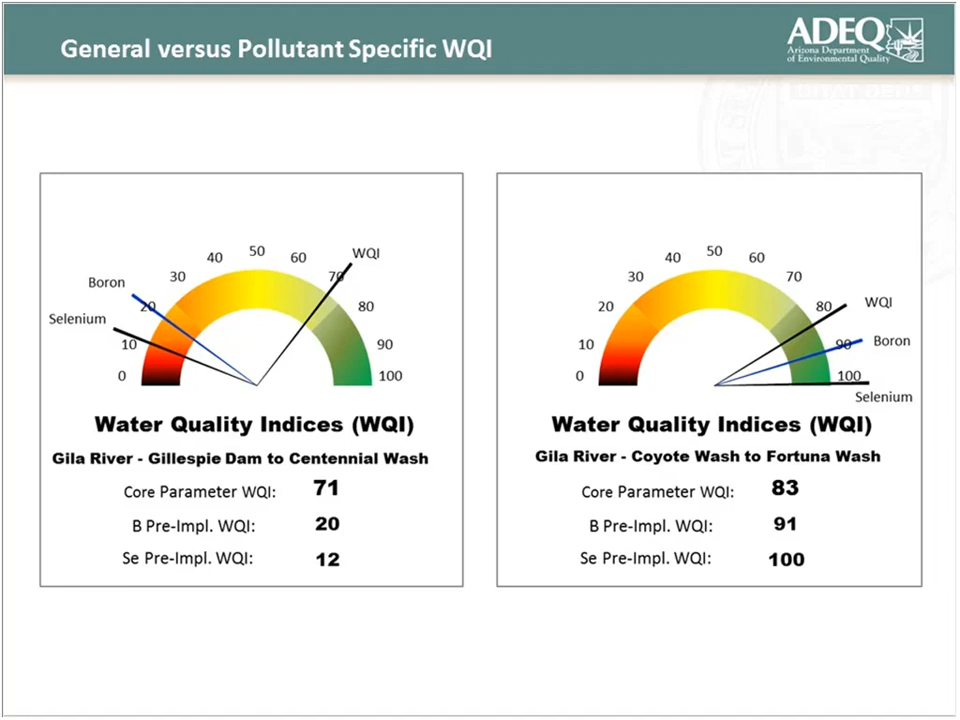 General versus Pollutant Specific WQI
ADEQ
Arizona Department
of Environmental Quality
0
10
20
30
40
50
60
70
80
90
100
Selenium
Boron
WQI
Water Quality Indices (WQI)
Gila River - Gillespie Dam to Centennial Wash
Core Parameter WQI: 71
B Pre-Impl. WQI: 20
Se Pre-Impl. WQI: 12
0
10
20
30
40
50
60
70
80
90
100
WQI
Boron
Selenium
Water Quality Indices (WQI)
Gila River - Coyote Wash to Fortuna Wash
Core Parameter WQI: 83
B Pre-Impl. WQI: 91
Se Pre-Impl. WQI: 100